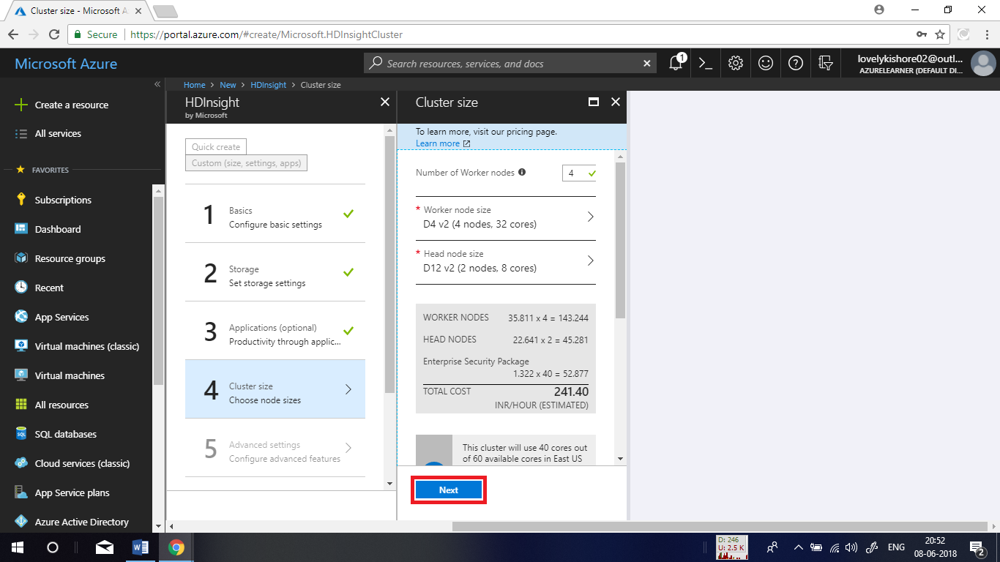 Cluster size - Microsoft A
Secure
https://portal.azure.com/#create/Microsoft.HDInsightCluster
Microsoft Azure
Search resources, services, and docs
1
lovelykishore02@outl...
AZURELEARNER (DEFAULT DI...
Create a resource
All services
FAVORITES
Subscriptions
Dashboard
Resource groups
Recent
App Services
Virtual machines (classic)
Virtual machines
All resources
SQL databases
Cloud services (classic)
App Service plans
Azure Active Directory
Home > New > HDInsight > Cluster size
HDInsight
by Microsoft
Quick create
Custom (size, settings, apps)
1
Basics
Configure basic settings
2
Storage
Set storage settings
3
Applications (optional)
Productivity through applic...
4
Cluster size
Choose node sizes
5
Advanced settings
Configure advanced features
Cluster size
To learn more, visit our pricing page.
Learn more
Number of Worker nodes 4
* Worker node size
D4 v2 (4 nodes, 32 cores)
* Head node size
D12 v2 (2 nodes, 8 cores)
WORKER NODES 35.811 x 4 = 143.244
HEAD NODES 22.641 x 2 = 45.281
Enterprise Security Package
1.322 x 40 = 52.877
TOTAL COST 241.40
INR/HOUR (ESTIMATED)
This cluster will use 40 cores out
of 60 available cores in East US
Next
D: 246
U: 2.5 K
ENG
20:52
08-06-2018
2